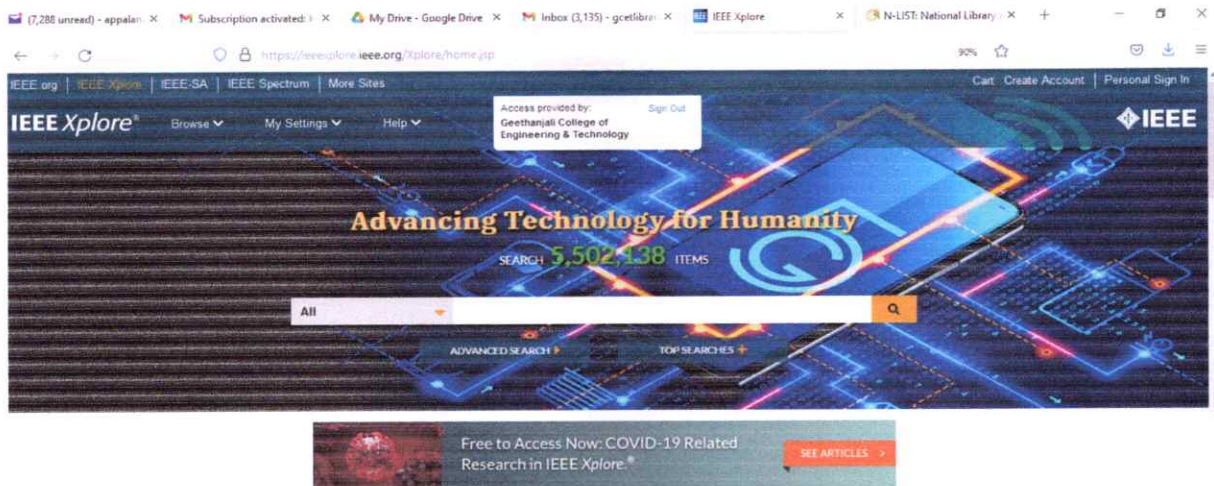 (7,288 unread) - appalan × Subscription activated: I × My Drive - Google Drive × Inbox (3,135) - gcetlibrar × IEEE Xplore × N-LIST: National Library × +
https://ieeexplore.ieee.org/Xplore/home.jsp 90%
IEEE.org | IEEE Xplore | IEEE-SA | IEEE Spectrum | More Sites Cart Create Account | Personal Sign In
IEEE Xplore® Browse My Settings Help
Access provided by: Sign Out
Geethanjali College of
Engineering & Technology
IEEE
Advancing Technology for Humanity
SEARCH 5,502,138 ITEMS
All
ADVANCED SEARCH TOP SEARCHES +
Free to Access Now: COVID-19 Related
Research in IEEE Xplore.®
SEE ARTICLES >